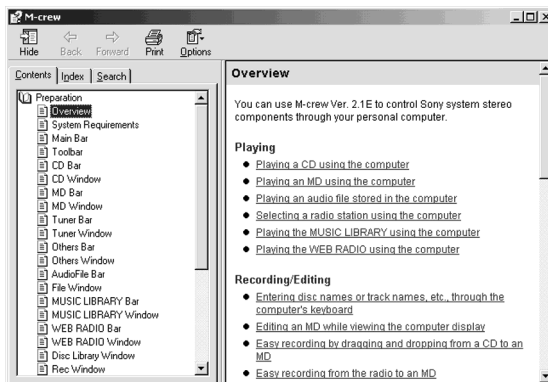 M-crew
Hide Back Forward Print Options
Contents Index Search
Preparation
Overview
System Requirements
Main Bar
Toolbar
CD Bar
CD Window
MD Bar
MD Window
Tuner Bar
Tuner Window
Others Bar
Others Window
AudioFile Bar
File Window
MUSIC LIBRARY Bar
MUSIC LIBRARY Window
WEB RADIO Bar
WEB RADIO Window
Disc Library Window
Rec Window
Overview
You can use M-crew Ver. 2.1E to control Sony system stereo
components through your personal computer.
Playing
Playing a CD using the computer
Playing an MD using the computer
Playing an audio file stored in the computer
Selecting a radio station using the computer
Playing the MUSIC LIBRARY using the computer
Playing the WEB RADIO using the computer
Recording/Editing
Entering disc names or track names, etc., through the
computer's keyboard
Editing an MD while viewing the computer display
Easy recording by dragging and dropping from a CD to an
MD
Easy recording from the radio to an MD